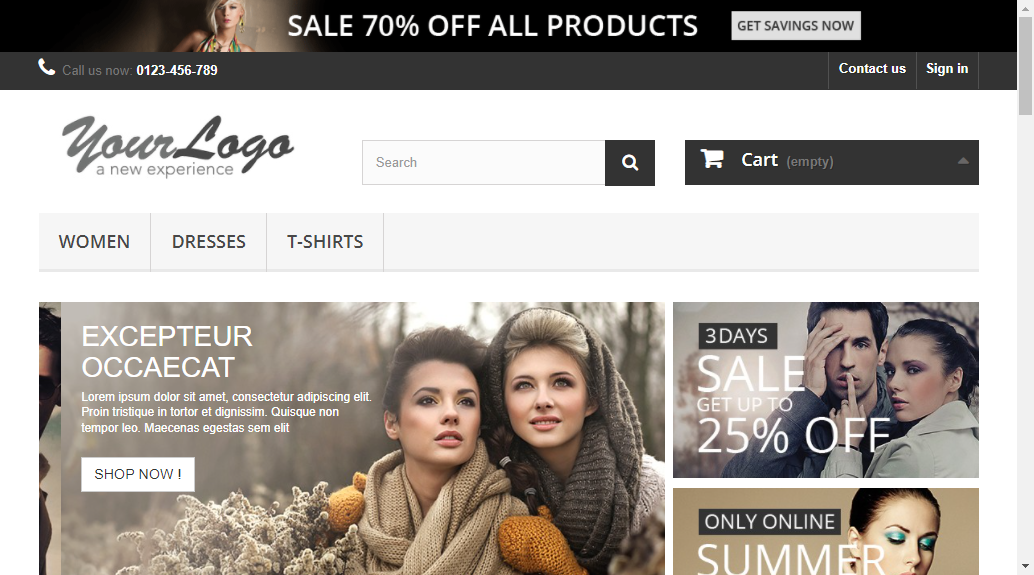 SALE 70% OFF ALL PRODUCTS
GET SAVINGS NOW
Call us now: 0123-456-789
Contact us
Sign in
YourLogo
a new experience
Search
Cart (empty)
WOMEN
DRESSES
T-SHIRTS
EXCEPTEUR
OCCAECAT
Lorem ipsum dolor sit amet, consectetur adipiscing elit.
Proin tristique in tortor et dignissim. Quisque non
tempor leo. Maecenas egestas sem elit
SHOP NOW !
3 DAYS
SALE
GET UP TO
25% OFF
ONLY ONLINE
SUMMER